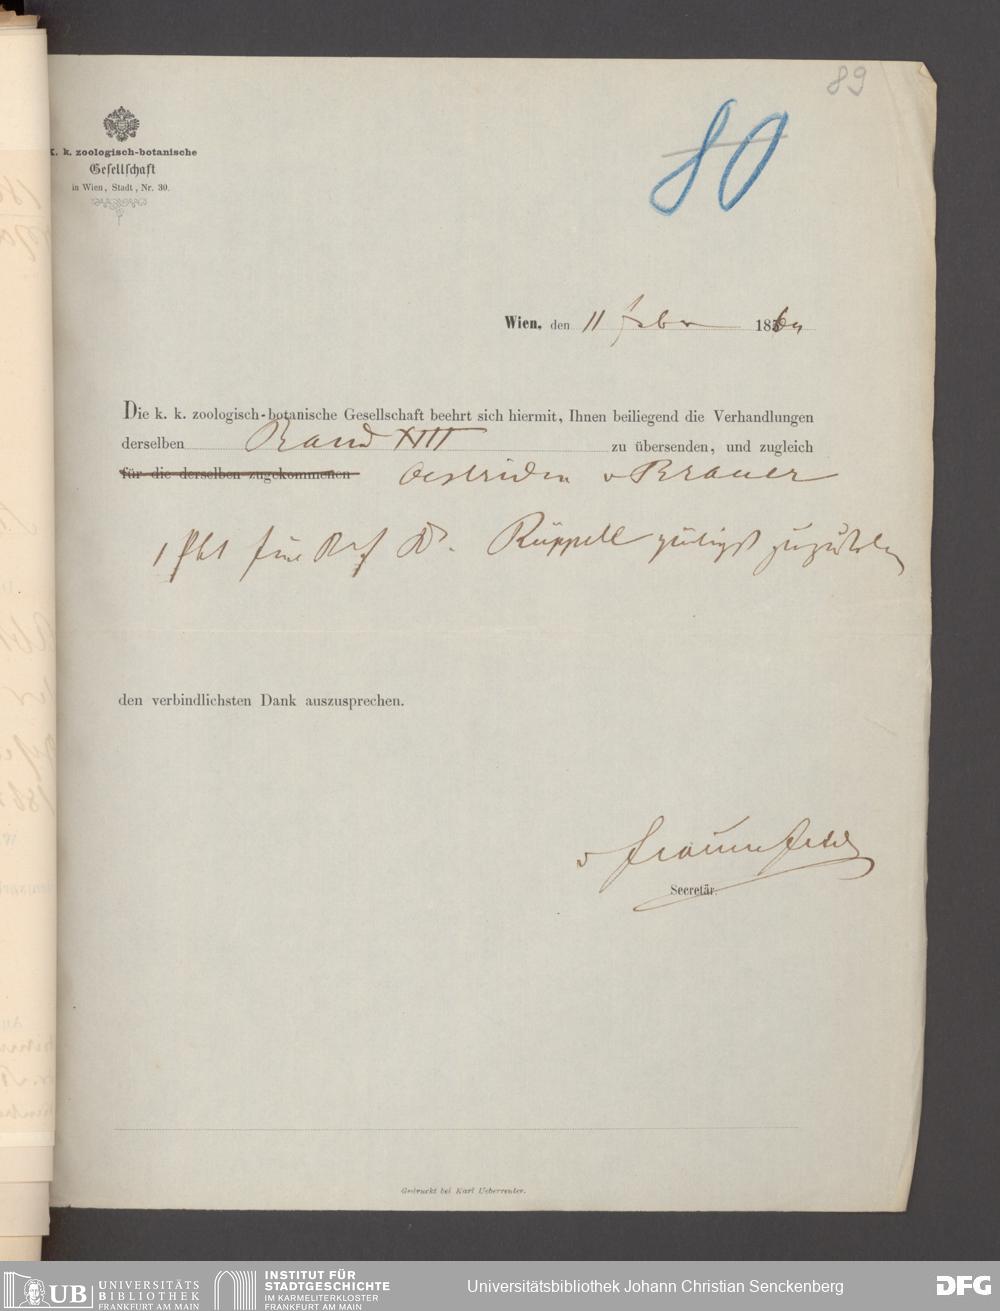 89
80
K. k. zoologisch-botanische
Gesellschaft
in Wien, Stadt, Nr. 30.
Wien, den 11 Febr 1864
Die k. k. zoologisch-botanische Gesellschaft beehrt sich hiermit, Ihnen beiliegend die Verhandlungen
derselben Band XIII zu übersenden, und zugleich
für die derselben zugekommenen Oestriden v Brauer
1 für Dr. Rüppell gütigst
den verbindlichsten Dank auszusprechen.
v Frauenfeld
Secretär.
Gedruckt bei Karl Ueberreuter.
UB UNIVERSITÄTS
BIBLIOTHEK
FRANKFURT AM MAIN
INSTITUT FÜR
STADTGESCHICHTE
IM KARMELITERKLOSTER
FRANKFURT AM MAIN
Universitätsbibliothek Johann Christian Senckenberg
DFG